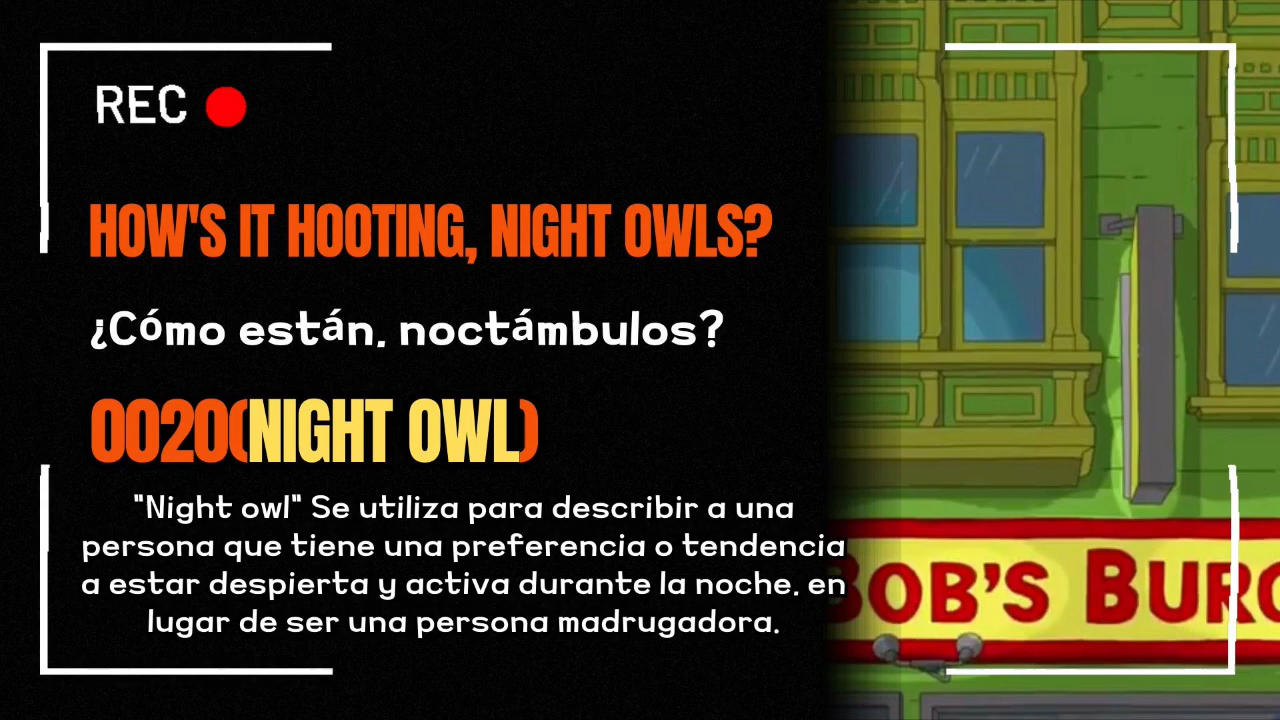 REC
HOW'S IT HOOTING, NIGHT OWLS?
¿Cómo están, noctámbulos?
0020(NIGHT OWL)
"Night owl" Se utiliza para describir a una
persona que tiene una preferencia o tendencia
a estar despierta y activa durante la noche, en
lugar de ser una persona madrugadora.
BOB'S BURG